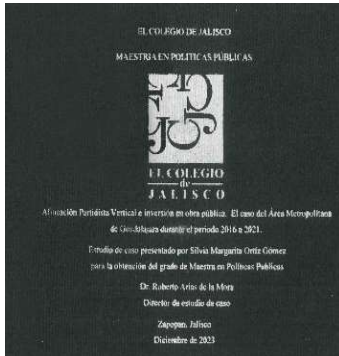 EL COLEGIO DE JALISCO
MAESTRIA EN POLITICAS PÚBLICAS
EL COLEGIO
de
JALISCO
Alineación Partidista Vertical e inversión en obra pública. El caso del Área Metropolitana
de Guadalajara durante el periodo 2016 a 2021.
Estudio de caso presentado por Silvia Margarita Ortiz Gómez
para la obtención del grado de Maestra en Políticas Publicas
Dr. Roberto Arias de la Mora
Director de estudio de caso
Zapopan, Jalisco
Diciembre de 2023